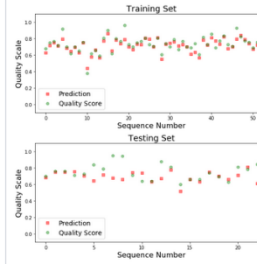 Training Set
Quality Scale
1.0
0.8
0.6
0.4
0.2
0.0
Prediction
Quality Score
0 10 20 30 40 50
Sequence Number
Testing Set
Quality Scale
1.0
0.8
0.6
0.4
0.2
0.0
Prediction
Quality Score
0 5 10 15 20
Sequence Number